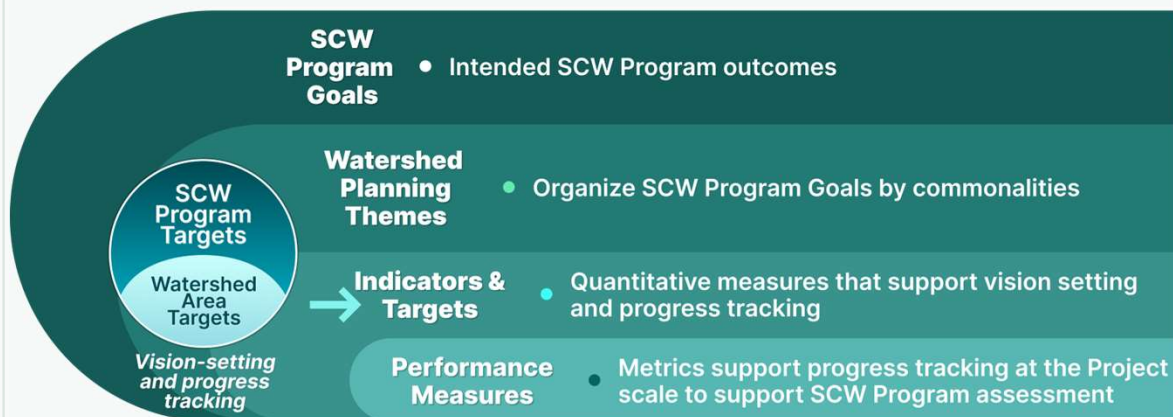 SCW
Program
Goals
Intended SCW Program outcomes
Watershed
Planning
Themes
Organize SCW Program Goals by commonalities
SCW
Program
Targets
Watershed
Area
Targets
Vision-setting
and progress
tracking
Indicators &
Targets
Quantitative measures that support vision setting
and progress tracking
Performance
Measures
Metrics support progress tracking at the Project
scale to support SCW Program assessment